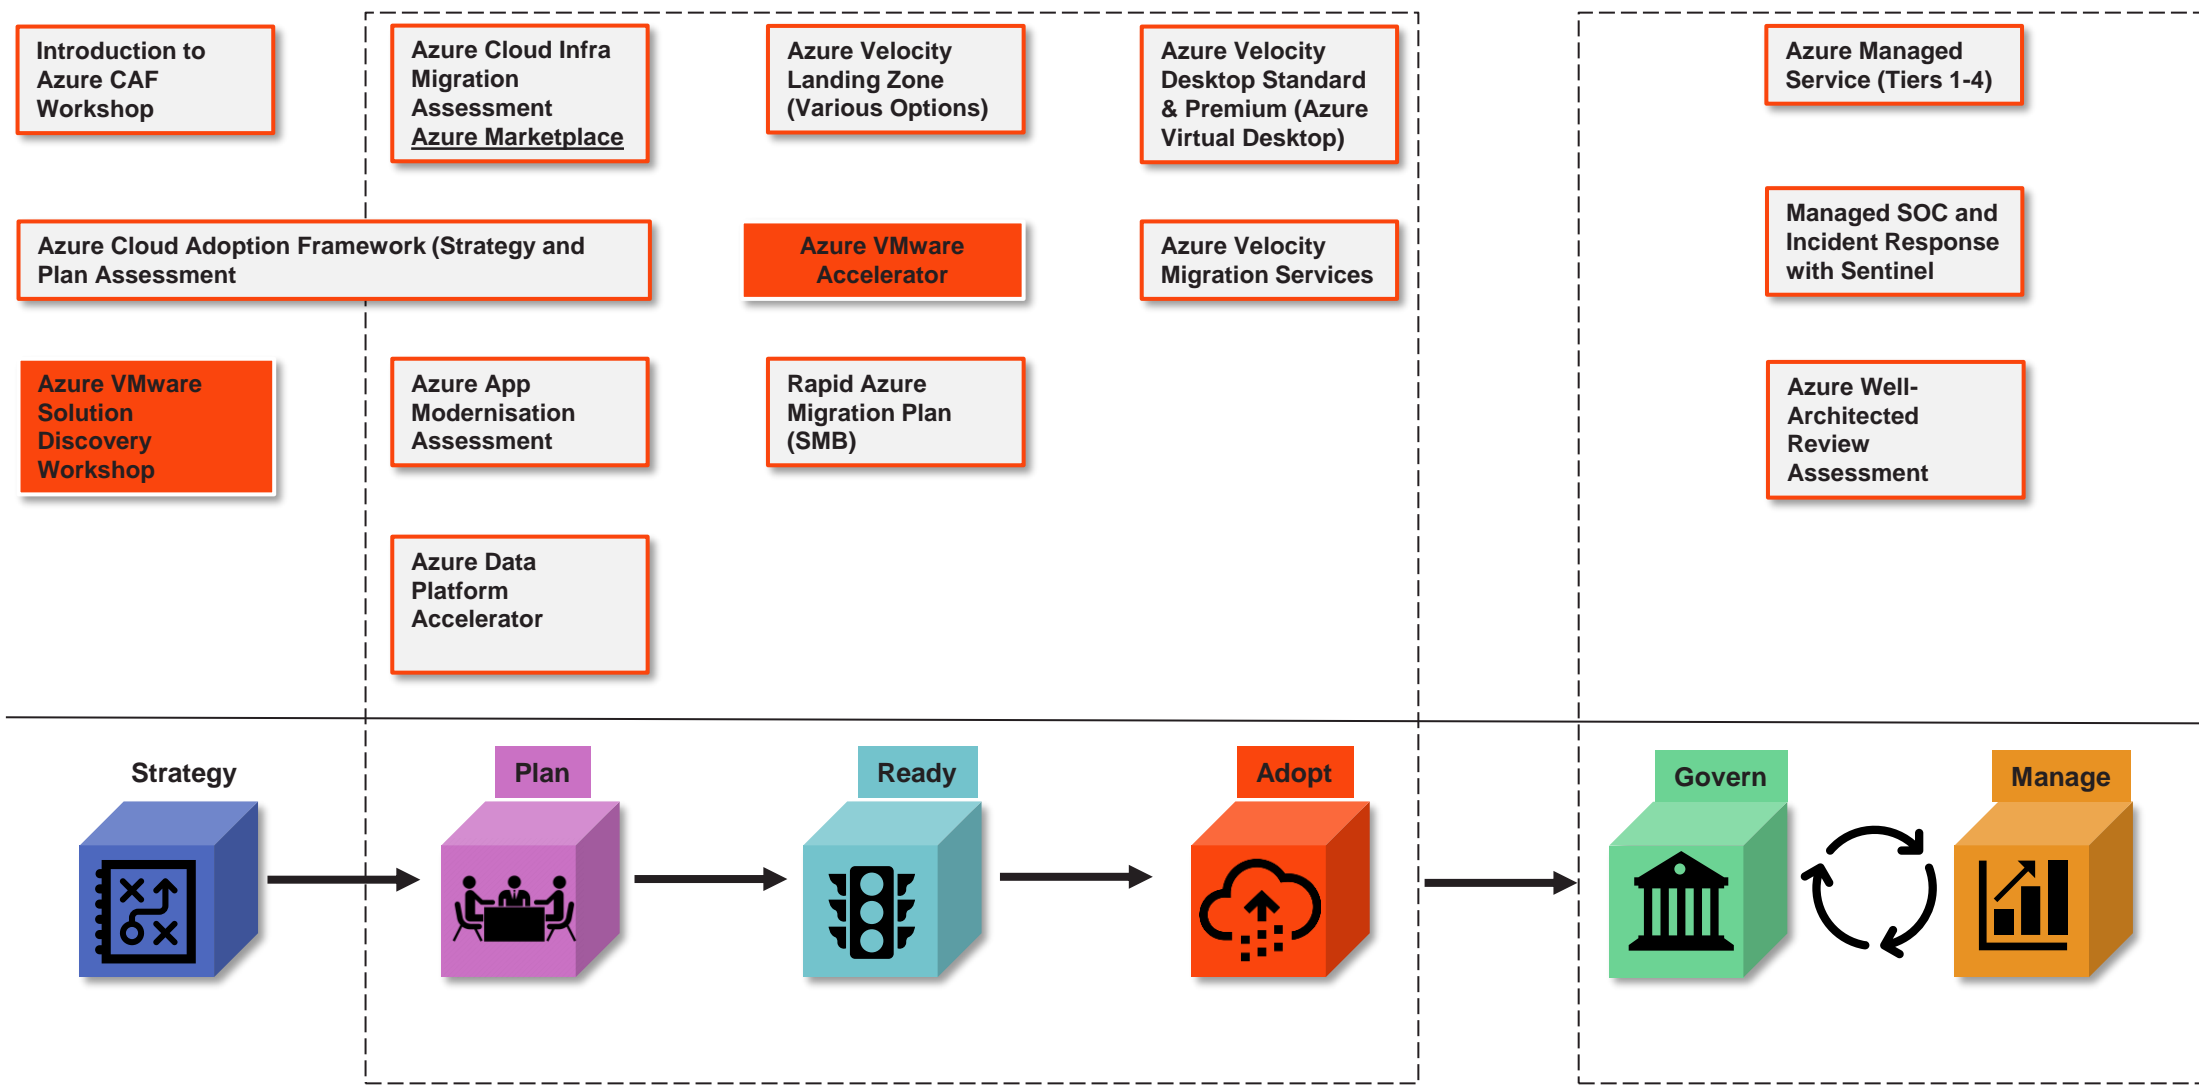 Introduction to
Azure CAF
Workshop
Azure Cloud Infra
Migration
Assessment
Azure Marketplace
Azure Velocity
Landing Zone
(Various Options)
Azure Velocity
Desktop Standard
& Premium (Azure
Virtual Desktop)
Azure Managed
Service (Tiers 1-4)
Azure Cloud Adoption Framework (Strategy and
Plan Assessment
Azure VMware
Accelerator
Azure Velocity
Migration Services
Managed SOC and
Incident Response
with Sentinel
Azure VMware
Solution
Discovery
Workshop
Azure App
Modernisation
Assessment
Rapid Azure
Migration Plan
(SMB)
Azure Well-
Architected
Review
Assessment
Azure Data
Platform
Accelerator
Strategy
Plan
Ready
Adopt
Govern
Manage